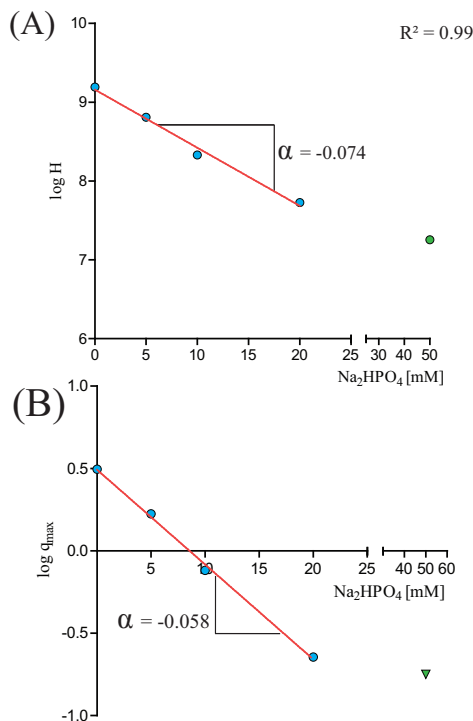 (A)
R² = 0.99
10
9
8
7
6
log H
α = -0.074
0 5 10 15 20 25 30 40 50
Na₂HPO₄ [mM]
(B)
1.0
0.5
0.0
-0.5
-1.0
log qmax
5 10 15 20 25 40 50 60
Na₂HPO₄ [mM]
α = -0.058